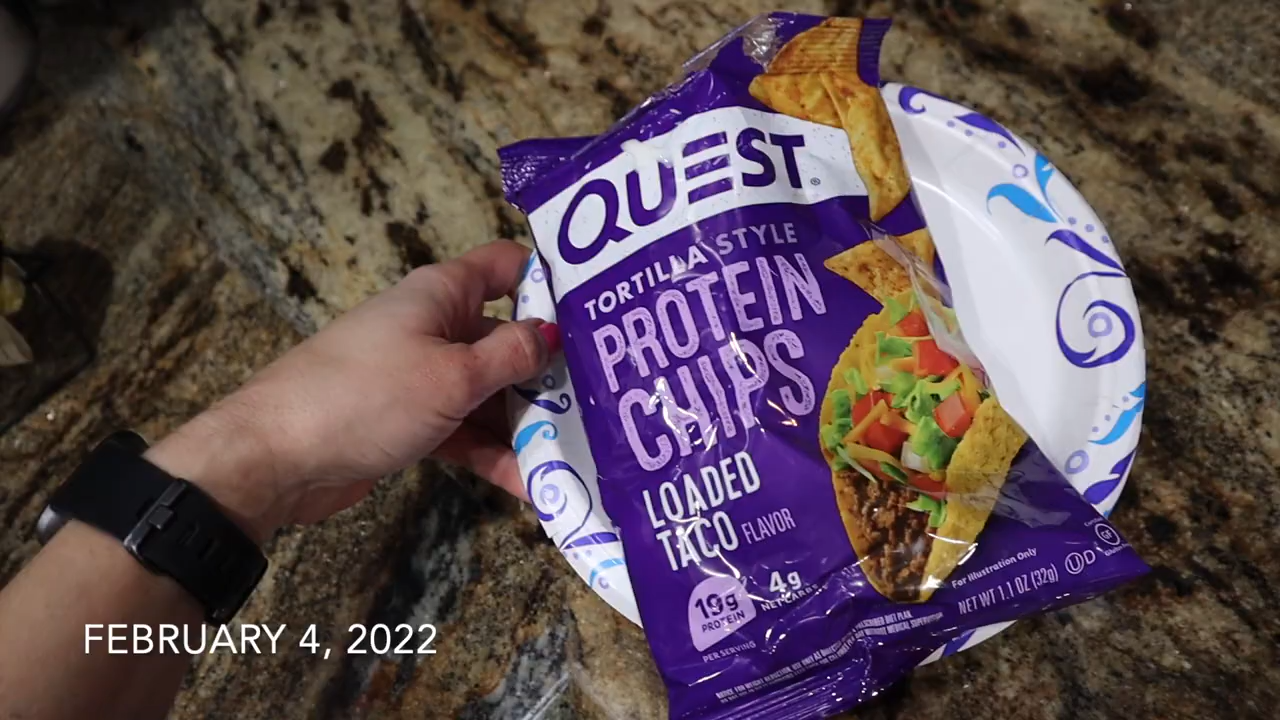 QUEST®
TORTILLA STYLE
PROTEIN
CHIPS
LOADED
TACO FLAVOR
19g
PROTEIN
PER SERVING
4g
NET CARBS
For Illustration Only
NET WT 1.1 OZ (32g)
U D
GF
FEBRUARY 4, 2022